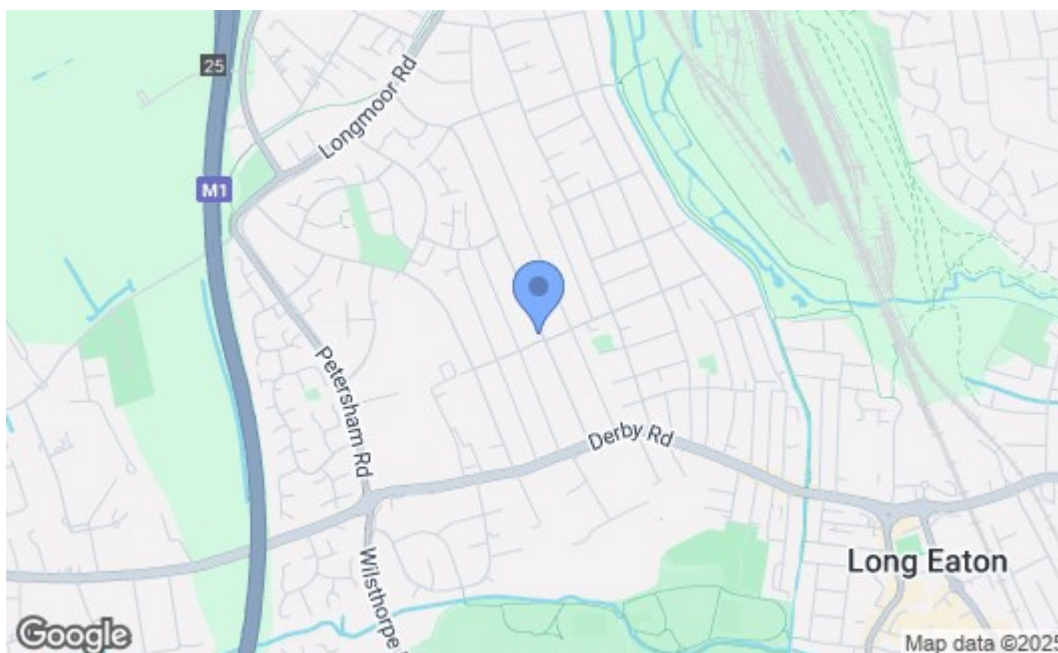 25
Longmoor Rd
M1
Petersham Rd
Derby Rd
Long Eaton
Wilsthorpe
Google
Map data ©2025